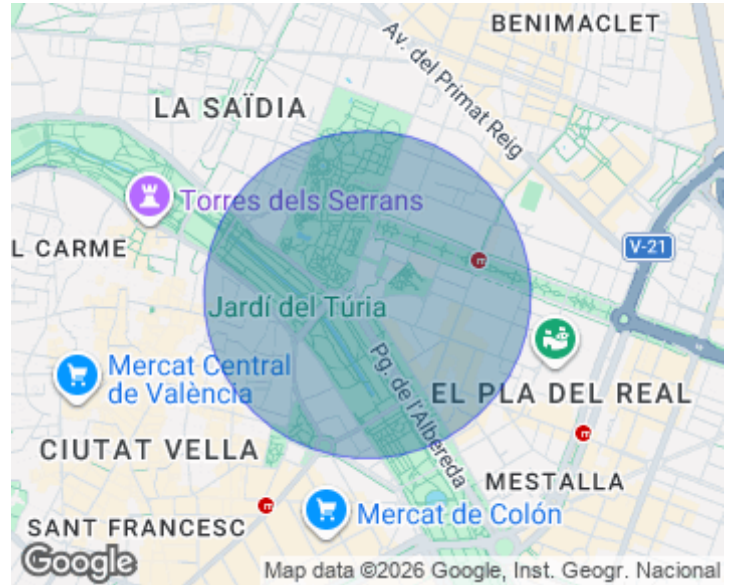 BENIMACLET
Av. del Primat Reig
LA SAÏDIA
Torres dels Serrans
L CARME
V-21
Jardí del Túria
Mercat Central
de València
Pg. de l'Albereda
EL PLA DEL REAL
CIUTAT VELLA
MESTALLA
Mercat de Colón
SANT FRANCESC
Google
Map data ©2026 Google, Inst. Geogr. Nacional